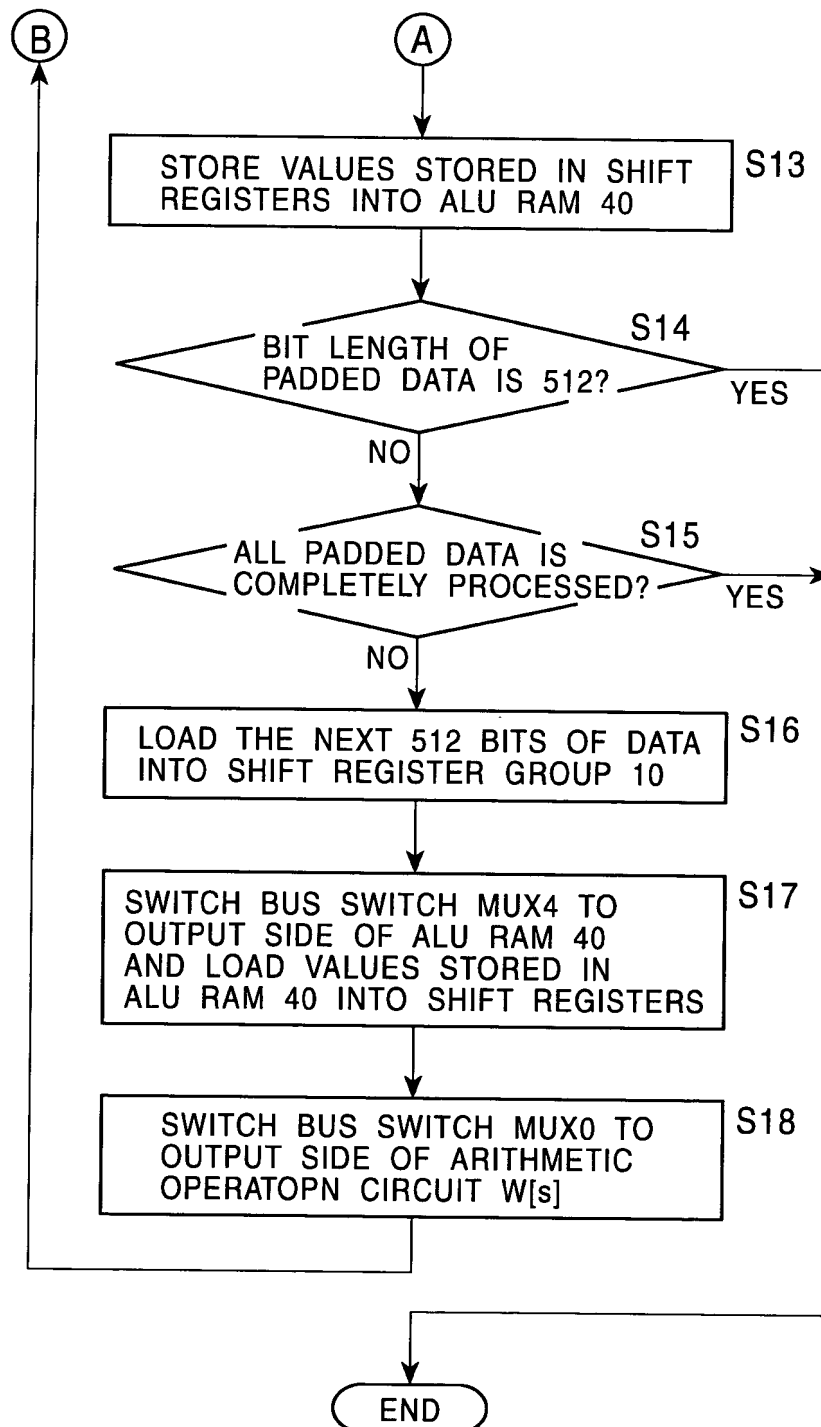 B
A
STORE VALUES STORED IN SHIFT
REGISTERS INTO ALU RAM 40
S13
BIT LENGTH OF
PADDED DATA IS 512?
S14
YES
NO
ALL PADDED DATA IS
COMPLETELY PROCESSED?
S15
YES
NO
LOAD THE NEXT 512 BITS OF DATA
INTO SHIFT REGISTER GROUP 10
S16
SWITCH BUS SWITCH MUX4 TO
OUTPUT SIDE OF ALU RAM 40
AND LOAD VALUES STORED IN
ALU RAM 40 INTO SHIFT REGISTERS
S17
SWITCH BUS SWITCH MUX0 TO
OUTPUT SIDE OF ARITHMETIC
OPERATOPN CIRCUIT W[s]
S18
END